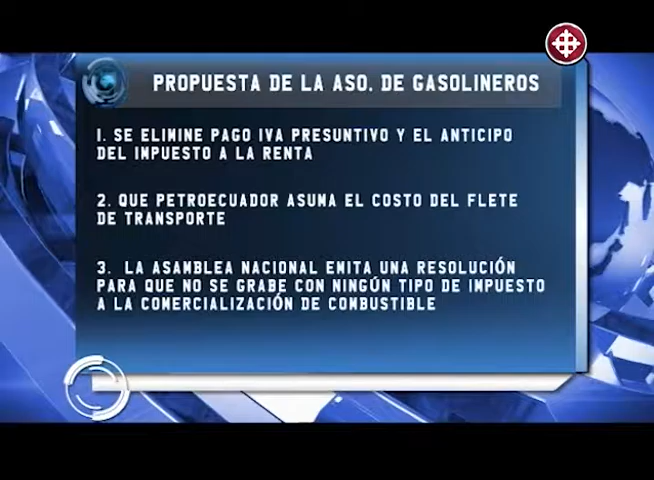 PROPUESTA DE LA ASO. DE GASOLINEROS
1. SE ELIMINE PAGO IVA PRESUNTIVO Y EL ANTICIPO
DEL IMPUESTO A LA RENTA
2. QUE PETROECUADOR ASUMA EL COSTO DEL FLETE
DE TRANSPORTE
3. LA ASAMBLEA NACIONAL EMITA UNA RESOLUCIÓN
PARA QUE NO SE GRABE CON NINGÚN TIPO DE IMPUESTO
A LA COMERCIALIZACIÓN DE COMBUSTIBLE